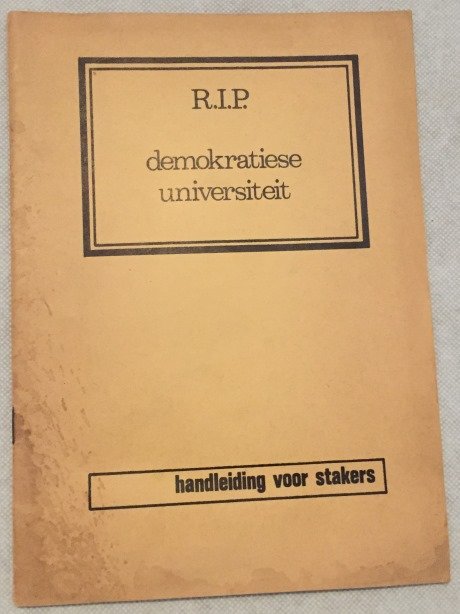 R.I.P.
demokratiese
universiteit
handleiding voor stakers